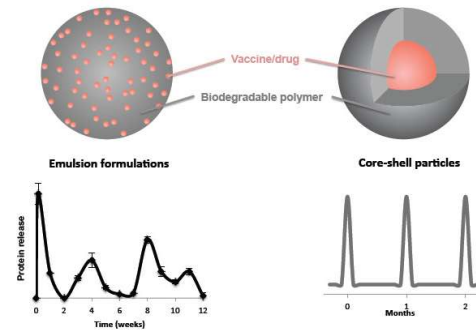 Vaccine/drug
Biodegradable polymer
Emulsion formulations
Core-shell particles
Protein release
0 2 4 6 8 10 12
Time (weeks)
0 1 2
Months